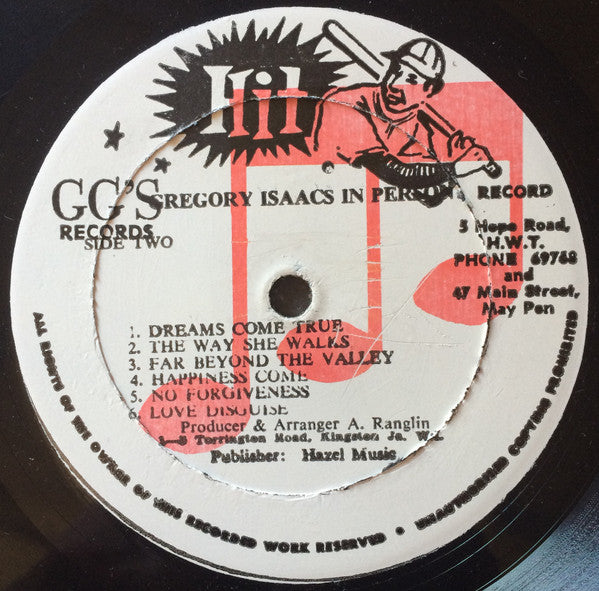 Hit
GG'S
RECORDS
SIDE TWO
GREGORY ISAACS IN PERSON
RECORD
5 Hope Road,
H.W.T.
PHONE 69768
and
47 Main Street,
May Pen
1. DREAMS COME TRUE
2. THE WAY SHE WALKS
3. FAR BEYOND THE VALLEY
4. HAPPINESS COME
5. NO FORGIVENESS
6. LOVE DISGUISE
Producer & Arranger A. Ranglin
Torrington Road, Kingston Ja. W.I.
Publisher: Hazel Music
ALL RIGHTS OF THE OWNER OF THIS RECORDED WORK RESERVED • UNAUTHORISED COPYING PROHIBITED